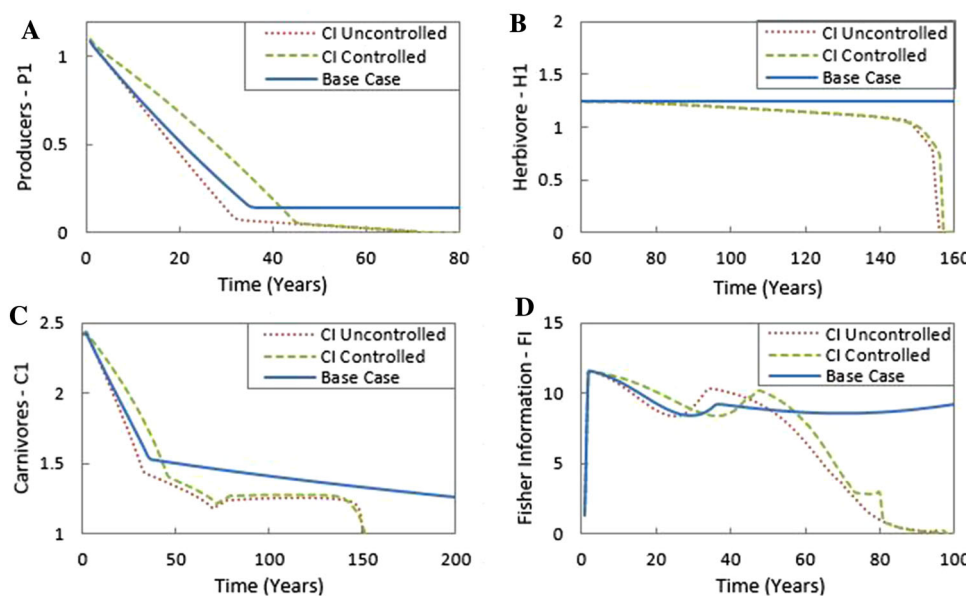 A
CI Uncontrolled
CI Controlled
Base Case
Producers - P1
1
0.5
0
0 20 40 60 80
Time (Years)
B
CI Uncontrolled
CI Controlled
Base Case
Herbivore - H1
2
1.5
1
0.5
0
60 80 100 120 140 160
Time (Years)
C
CI Uncontrolled
CI Controlled
Base Case
Carnivores - C1
2.5
2
1.5
1
0 50 100 150 200
Time (Years)
D
CI Uncontrolled
CI Controlled
Base Case
Fisher Information - FI
15
10
5
0
0 20 40 60 80 100
Time (Years)